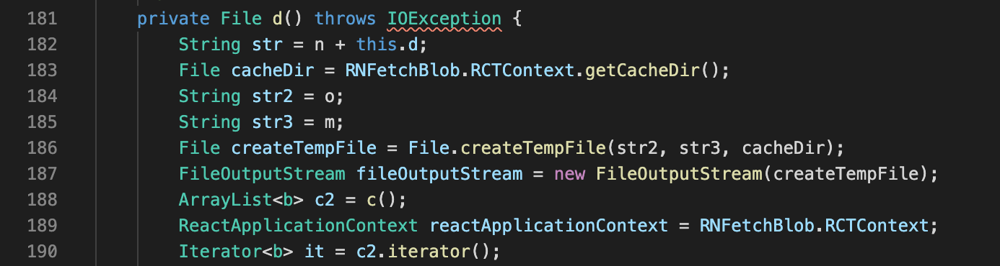 181 private File d() throws IOException {
182 String str = n + this.d;
183 File cacheDir = RNFetchBlob.RCTContext.getCacheDir();
184 String str2 = o;
185 String str3 = m;
186 File createTempFile = File.createTempFile(str2, str3, cacheDir);
187 FileOutputStream fileOutputStream = new FileOutputStream(createTempFile);
188 ArrayList<b> c2 = c();
189 ReactApplicationContext reactApplicationContext = RNFetchBlob.RCTContext;
190 Iterator<b> it = c2.iterator();